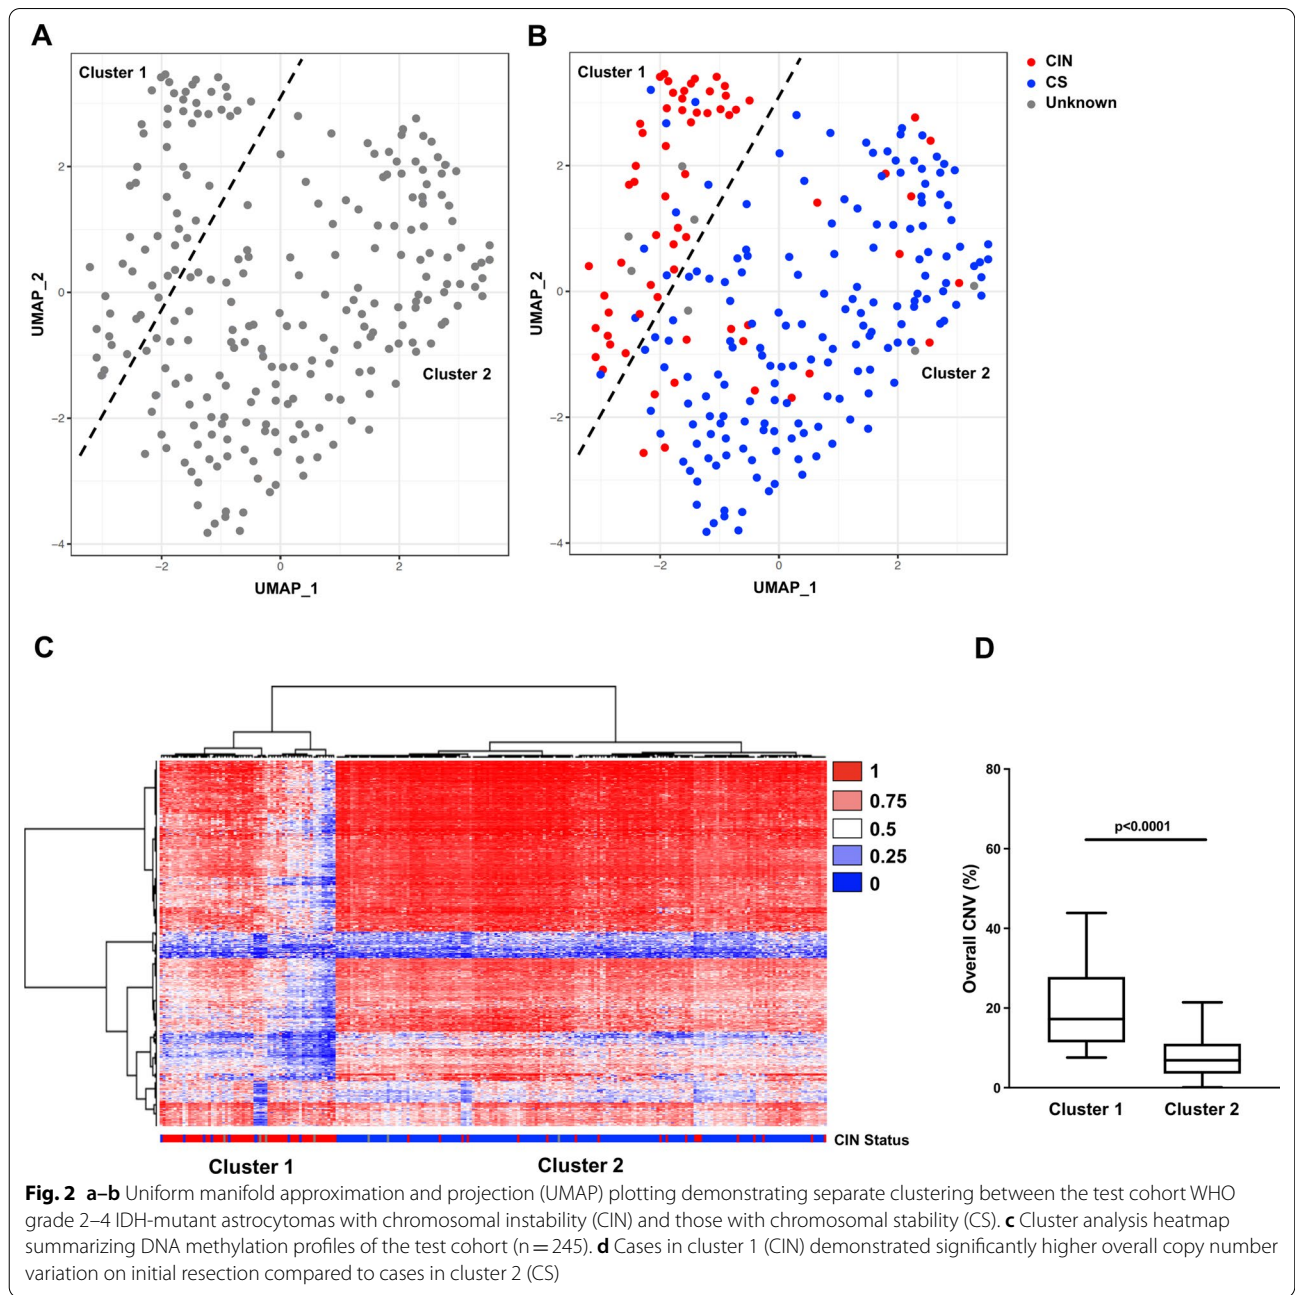 A
Cluster 1
Cluster 2
UMAP_2
2
0
−2
−4
−2
0
2
UMAP_1
B
Cluster 1
Cluster 2
UMAP_2
2
0
−2
−4
−2
0
2
UMAP_1
CIN
CS
Unknown
C
1
0.75
0.5
0.25
0
CIN Status
Cluster 1
Cluster 2
D
Overall CNV (%)
80
60
40
20
0
p<0.0001
Cluster 1
Cluster 2
Fig. 2 a–b Uniform manifold approximation and projection (UMAP) plotting demonstrating separate clustering between the test cohort WHO
grade 2–4 IDH-mutant astrocytomas with chromosomal instability (CIN) and those with chromosomal stability (CS). c Cluster analysis heatmap
summarizing DNA methylation profiles of the test cohort (n = 245). d Cases in cluster 1 (CIN) demonstrated significantly higher overall copy number
variation on initial resection compared to cases in cluster 2 (CS)